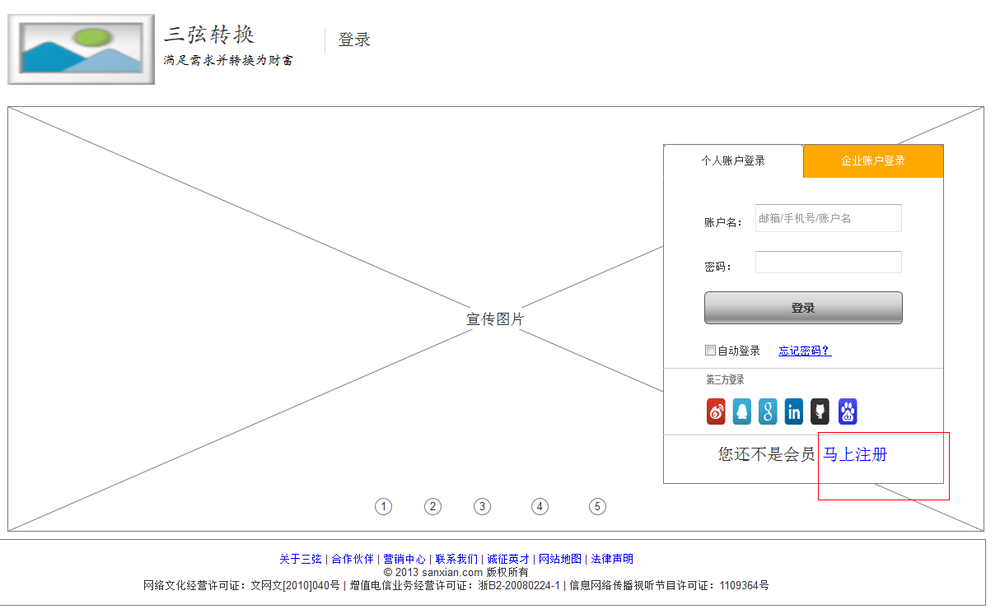 三弦转换
满足需求并转换为财富
登录
个人账户登录
企业账户登录
账户名：
邮箱/手机号/账户名
密码：
登录
自动登录
忘记密码？
第三方登录
in
du
您还不是会员
马上注册
宣传图片
1 2 3 4 5
关于三弦 | 合作伙伴 | 营销中心 | 联系我们 | 诚征英才 | 网站地图 | 法律声明
© 2013 sanxian.com 版权所有
网络文化经营许可证：文网文[2010]040号 | 增值电信业务经营许可证：浙B2-20080224-1 | 信息网络传播视听节目许可证：1109364号